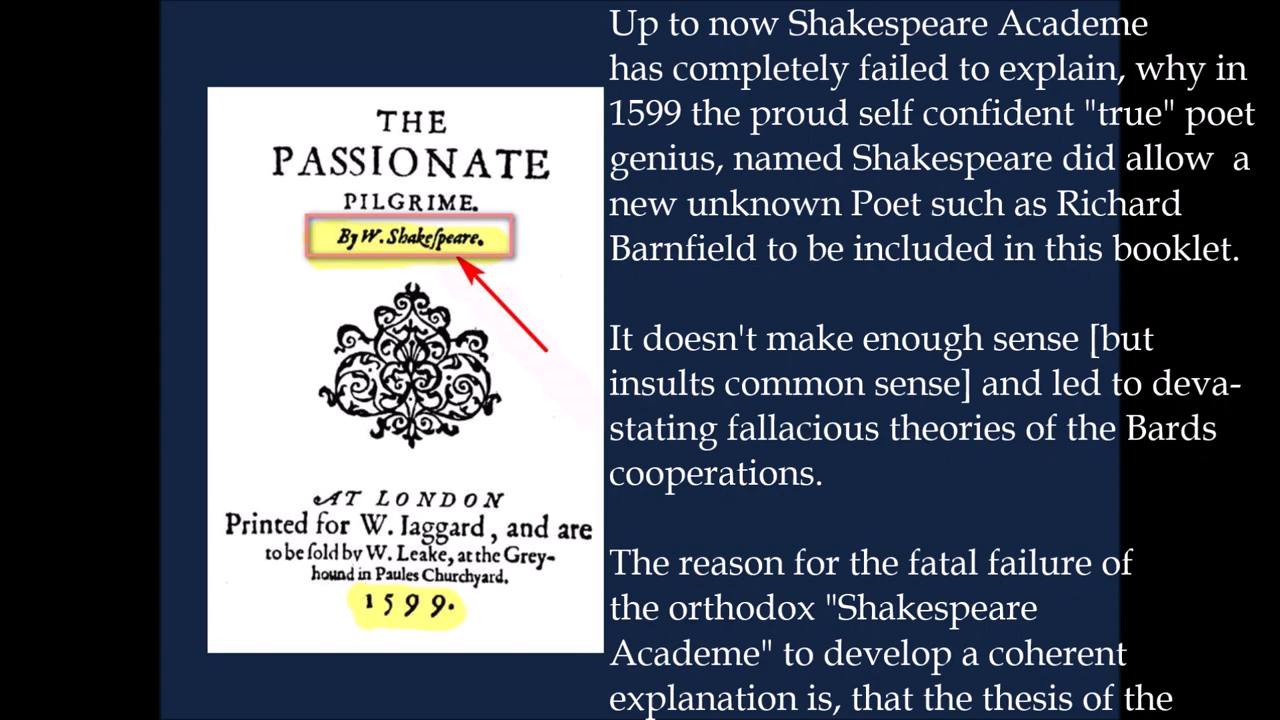 THE
PASSIONATE
PILGRIME.
By W. Shakeſpeare.
AT LONDON
Printed for W. Iaggard, and are
to be ſold by W. Leake, at the Grey-
hound in Paules Churchyard.
1599.
Up to now Shakespeare Academe
has completely failed to explain, why in
1599 the proud self confident "true" poet
genius, named Shakespeare did allow a
new unknown Poet such as Richard
Barnfield to be included in this booklet.
It doesn't make enough sense [but
insults common sense] and led to deva-
stating fallacious theories of the Bards
cooperations.
The reason for the fatal failure of
the orthodox "Shakespeare
Academe" to develop a coherent
explanation is, that the thesis of the